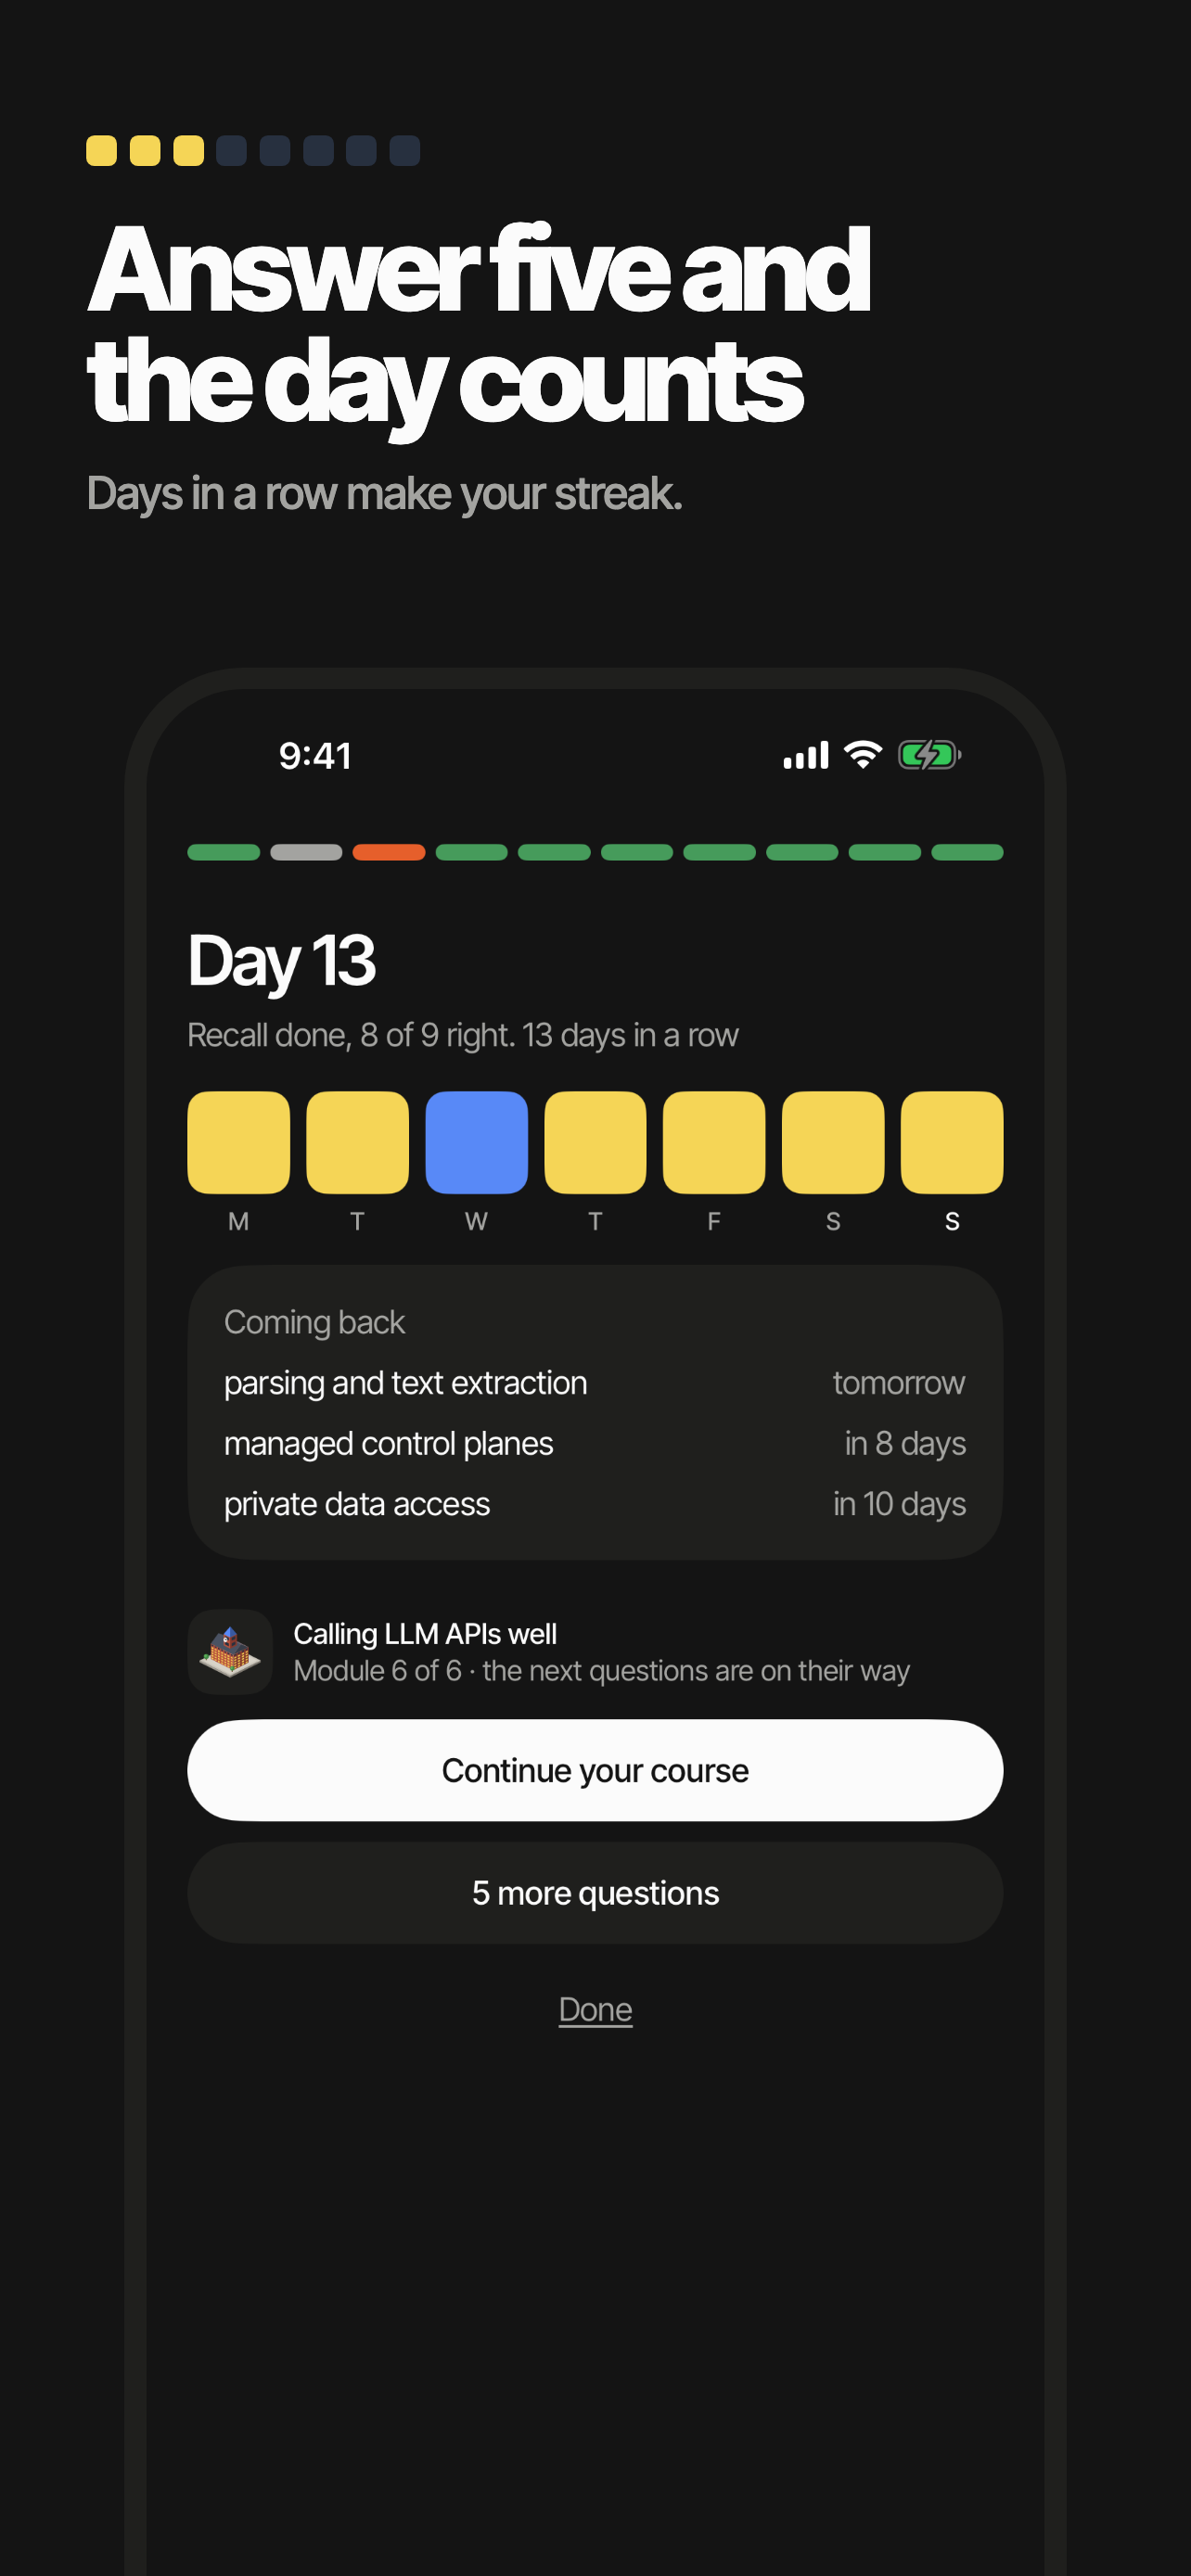 Answer five and
the day counts
Days in a row make your streak.
9:41
Day 13
Recall done, 8 of 9 right. 13 days in a row
M T W T F S S
Coming back
parsing and text extraction tomorrow
managed control planes in 8 days
private data access in 10 days
Calling LLM APIs well
Module 6 of 6 · the next questions are on their way
Continue your course
5 more questions
Done